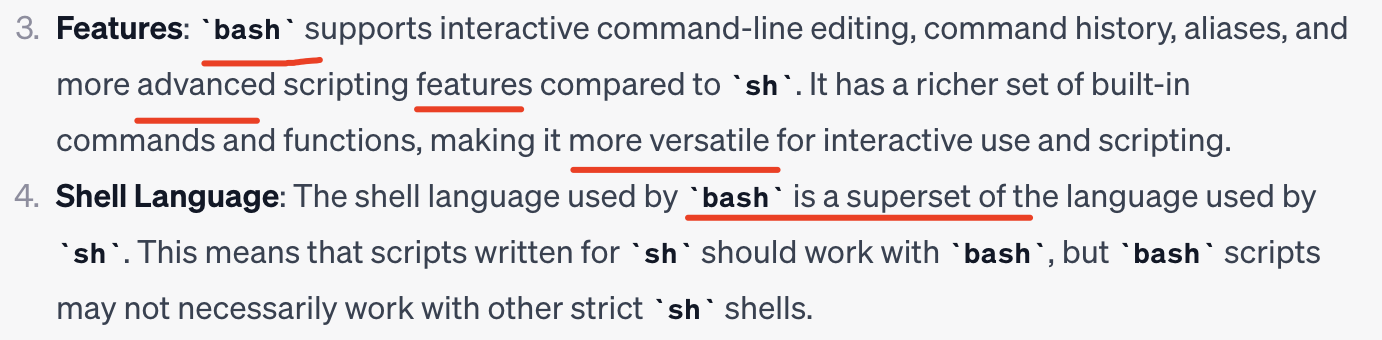 3. Features: `bash` supports interactive command-line editing, command history, aliases, and
more advanced scripting features compared to `sh`. It has a richer set of built-in
commands and functions, making it more versatile for interactive use and scripting.
4. Shell Language: The shell language used by `bash` is a superset of the language used by
`sh`. This means that scripts written for `sh` should work with `bash`, but `bash` scripts
may not necessarily work with other strict `sh` shells.